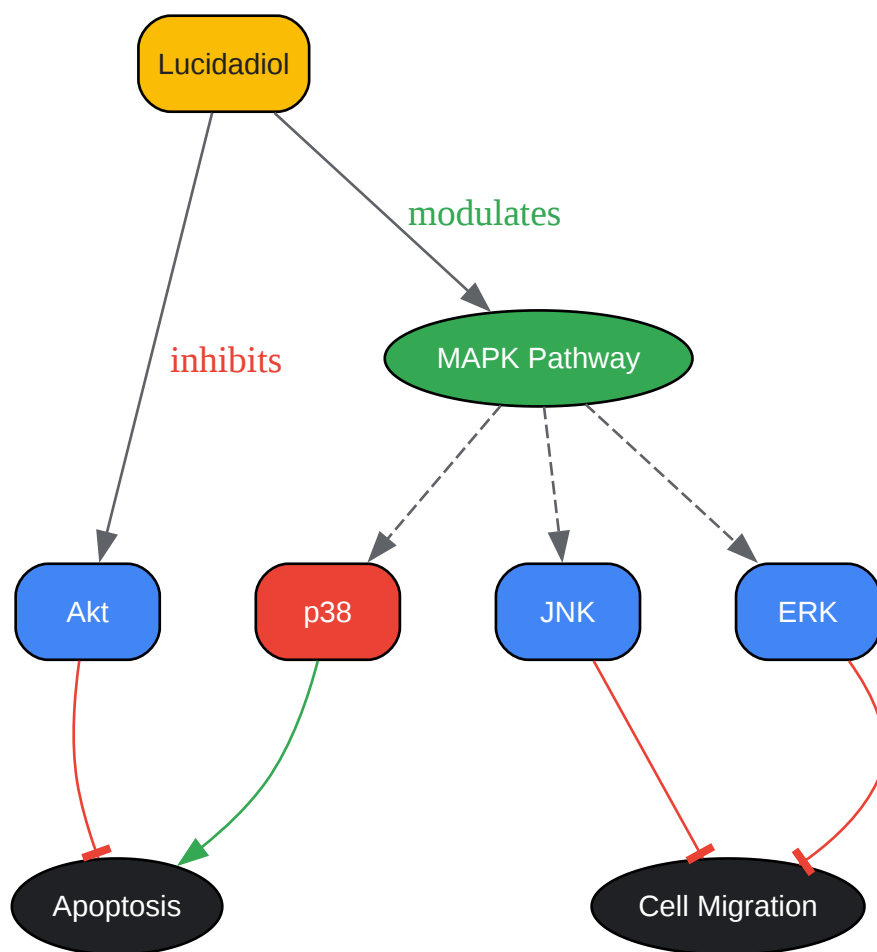 Lucidadiol
modulates
inhibits
MAPK Pathway
Akt
p38
JNK
ERK
Apoptosis
Cell Migration